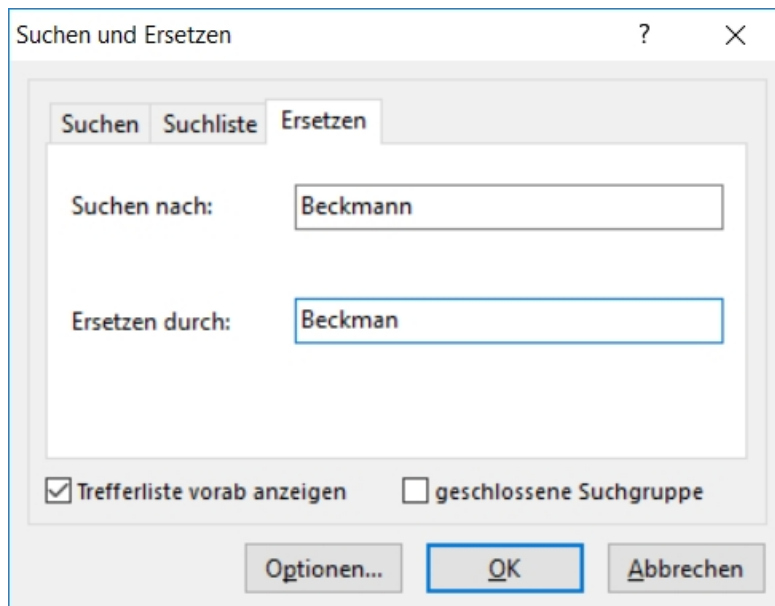 Suchen und Ersetzen ?
Suchen Suchliste Ersetzen
Suchen nach: Beckmann
Ersetzen durch: Beckman
Trefferliste vorab anzeigen geschlossene Suchgruppe
Optionen... OK Abbrechen